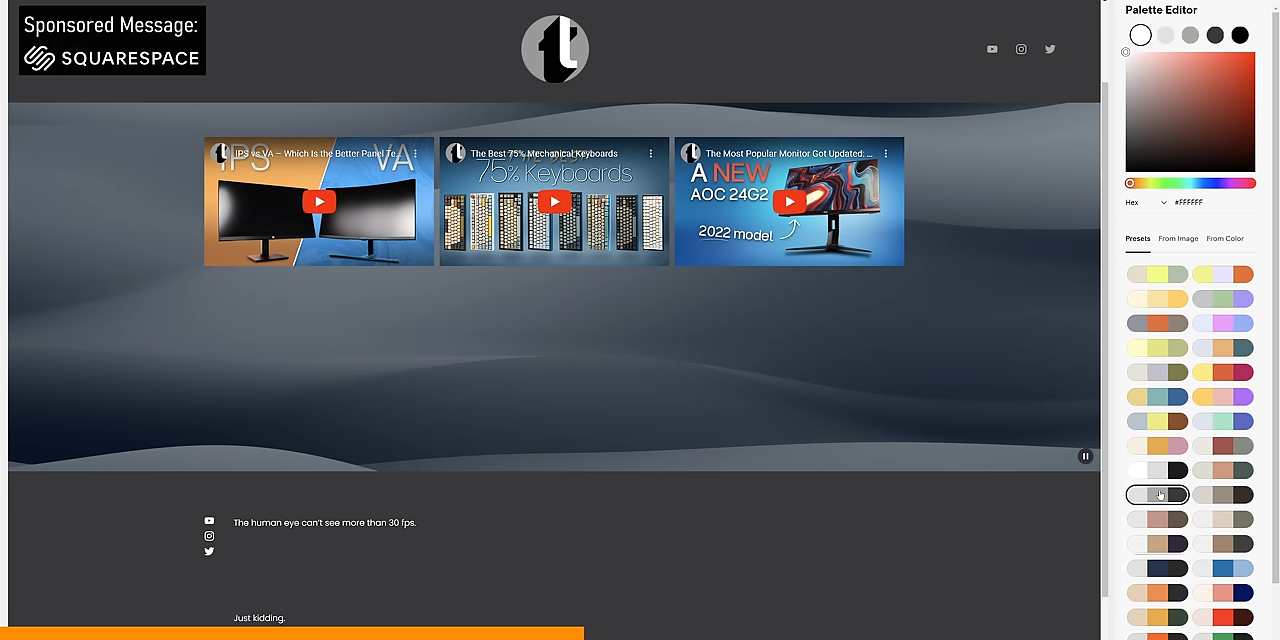 Sponsored Message:
SQUARESPACE
t
Palette Editor
IPS vs VA – Which Is the Better Panel Te...
IPS VA
The Best 75% Mechanical Keyboards
75% Keyboards
The Most Popular Monitor Got Updated: ...
A NEW
AOC 24G2
2022 model
Hex #FFFFFF
Presets From Image From Color
The human eye can't see more than 30 fps.
Just kidding.